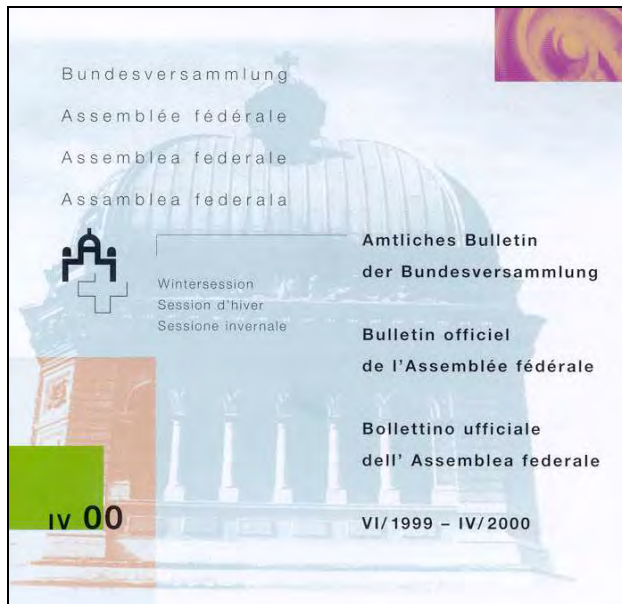 Bundesversammlung
Assemblée fédérale
Assemblea federale
Assamblea federala
Wintersession
Session d'hiver
Sessione invernale
Amtliches Bulletin
der Bundesversammlung
Bulletin officiel
de l'Assemblée fédérale
Bollettino ufficiale
dell' Assemblea federale
IV 00
VI/1999 – IV/2000